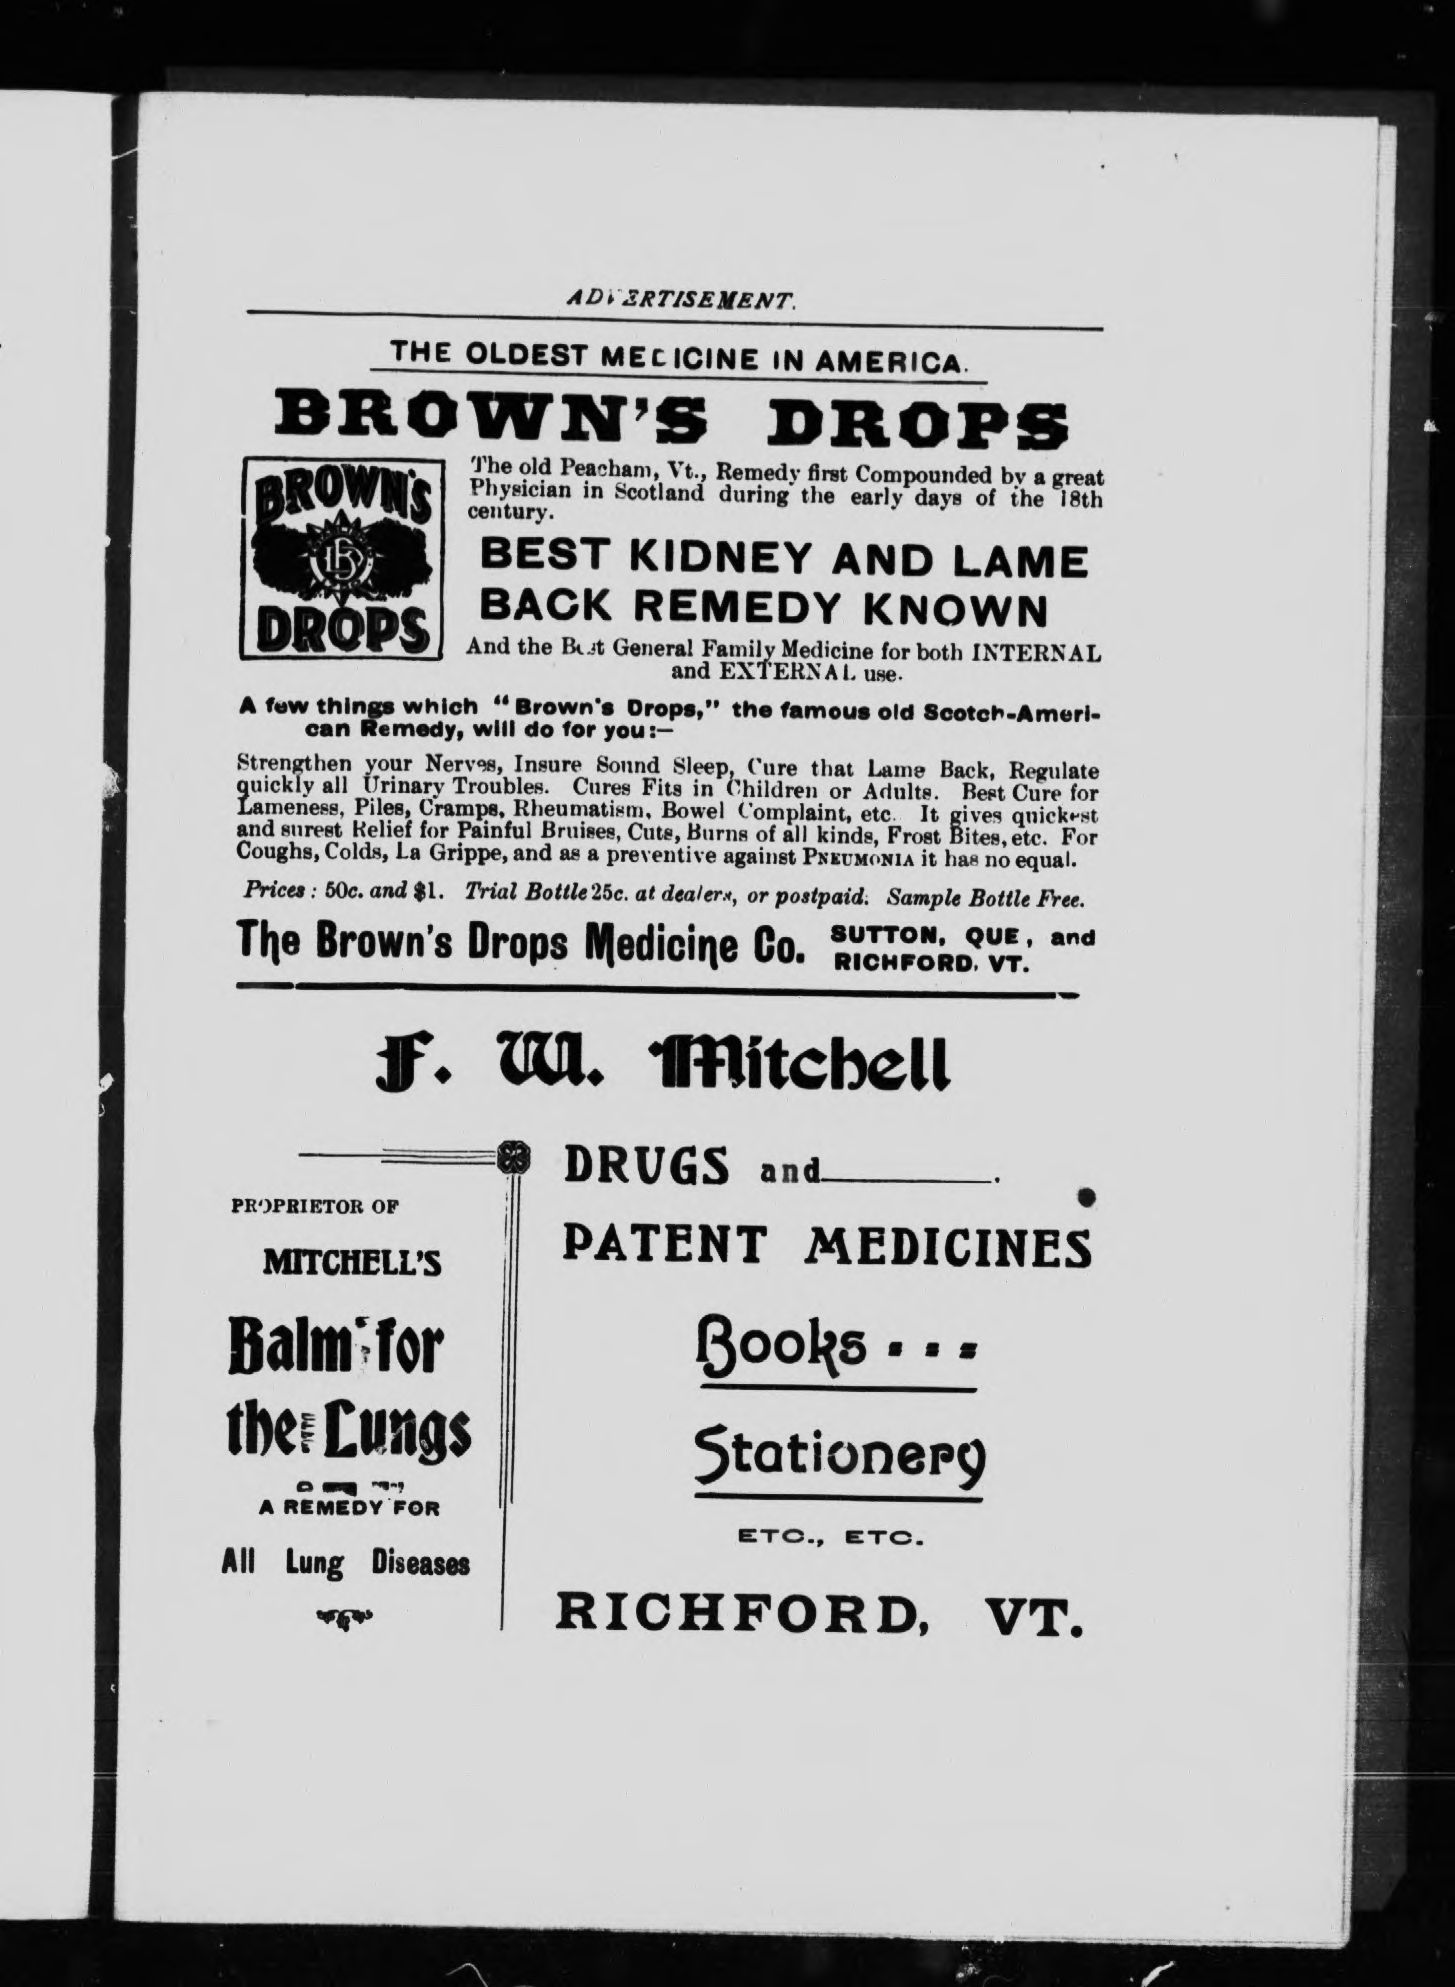 ADVERTISEMENT.
THE OLDEST MEDICINE IN AMERICA.
BROWN'S DROPS
BROWN'S
DROPS
The old Peacham, Vt., Remedy first Compounded by a great
Physician in Scotland during the early days of the 18th
century.
BEST KIDNEY AND LAME
BACK REMEDY KNOWN
And the Best General Family Medicine for both INTERNAL
and EXTERNAL use.
A few things which "Brown's Drops," the famous old Scotch-Ameri-
can Remedy, will do for you:—
Strengthen your Nerves, Insure Sound Sleep, Cure that Lame Back, Regulate
quickly all Urinary Troubles. Cures Fits in Children or Adults. Best Cure for
Lameness, Piles, Cramps, Rheumatism, Bowel Complaint, etc. It gives quickest
and surest Relief for Painful Bruises, Cuts, Burns of all kinds, Frost Bites, etc. For
Coughs, Colds, La Grippe, and as a preventive against PNEUMONIA it has no equal.
Prices: 50c. and $1. Trial Bottle 25c. at dealers, or postpaid. Sample Bottle Free.
The Brown's Drops Medicine Co. SUTTON, QUE, and
RICHFORD, VT.
F. W. Mitchell
PROPRIETOR OF
MITCHELL'S
Balm for
the Lungs
A REMEDY FOR
All Lung Diseases
DRUGS and
PATENT MEDICINES
Books . . .
Stationery
ETC., ETC.
RICHFORD, VT.